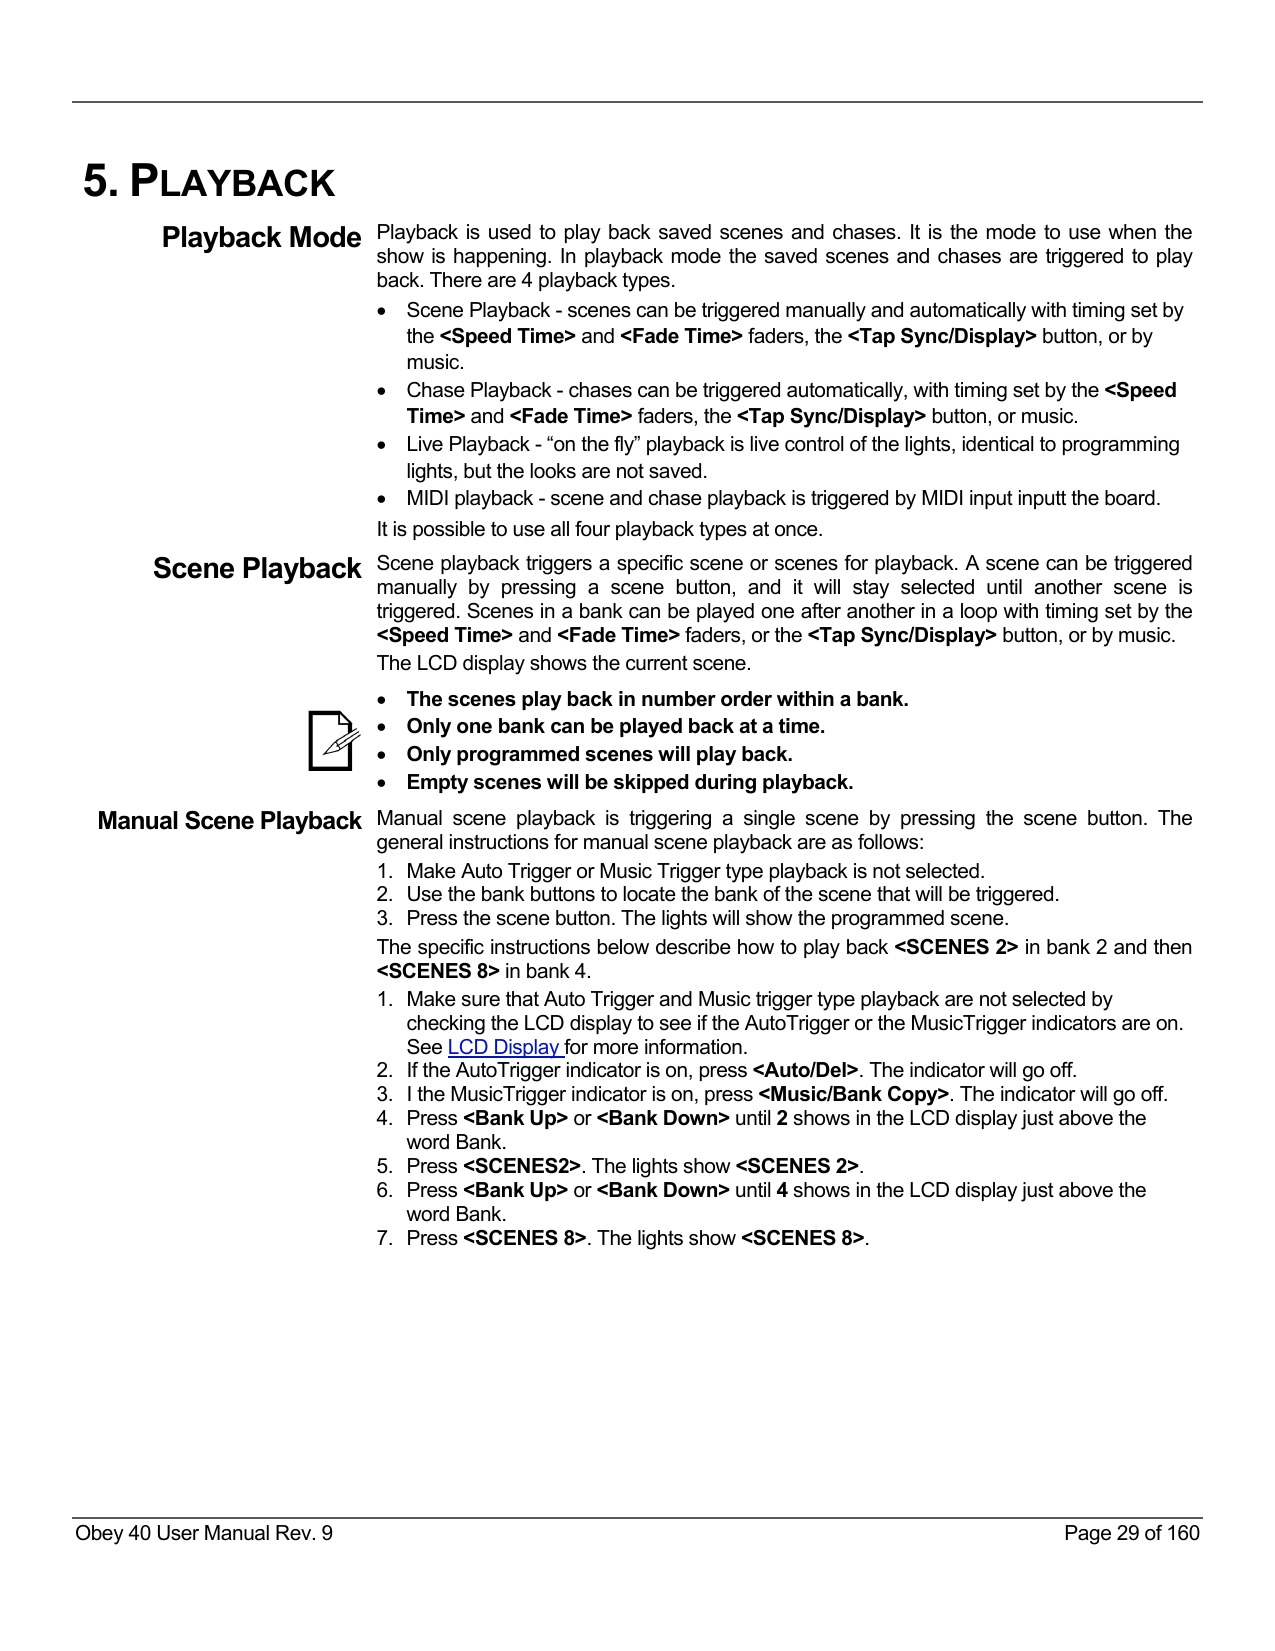 5. PLAYBACK
Playback Mode
Playback is used to play back saved scenes and chases. It is the mode to use when the
show is happening. In playback mode the saved scenes and chases are triggered to play
back. There are 4 playback types.
• Scene Playback - scenes can be triggered manually and automatically with timing set by
the <Speed Time> and <Fade Time> faders, the <Tap Sync/Display> button, or by
music.
• Chase Playback - chases can be triggered automatically, with timing set by the <Speed
Time> and <Fade Time> faders, the <Tap Sync/Display> button, or music.
• Live Playback - “on the fly” playback is live control of the lights, identical to programming
lights, but the looks are not saved.
• MIDI playback - scene and chase playback is triggered by MIDI input inputt the board.
It is possible to use all four playback types at once.
Scene Playback
Scene playback triggers a specific scene or scenes for playback. A scene can be triggered
manually by pressing a scene button, and it will stay selected until another scene is
triggered. Scenes in a bank can be played one after another in a loop with timing set by the
<Speed Time> and <Fade Time> faders, or the <Tap Sync/Display> button, or by music.
The LCD display shows the current scene.
• The scenes play back in number order within a bank.
• Only one bank can be played back at a time.
• Only programmed scenes will play back.
• Empty scenes will be skipped during playback.
Manual Scene Playback
Manual scene playback is triggering a single scene by pressing the scene button. The
general instructions for manual scene playback are as follows:
1. Make Auto Trigger or Music Trigger type playback is not selected.
2. Use the bank buttons to locate the bank of the scene that will be triggered.
3. Press the scene button. The lights will show the programmed scene.
The specific instructions below describe how to play back <SCENES 2> in bank 2 and then
<SCENES 8> in bank 4.
1. Make sure that Auto Trigger and Music trigger type playback are not selected by
checking the LCD display to see if the AutoTrigger or the MusicTrigger indicators are on.
See LCD Display for more information.
2. If the AutoTrigger indicator is on, press <Auto/Del>. The indicator will go off.
3. I the MusicTrigger indicator is on, press <Music/Bank Copy>. The indicator will go off.
4. Press <Bank Up> or <Bank Down> until 2 shows in the LCD display just above the
word Bank.
5. Press <SCENES2>. The lights show <SCENES 2>.
6. Press <Bank Up> or <Bank Down> until 4 shows in the LCD display just above the
word Bank.
7. Press <SCENES 8>. The lights show <SCENES 8>.
Obey 40 User Manual Rev. 9
Page 29 of 160